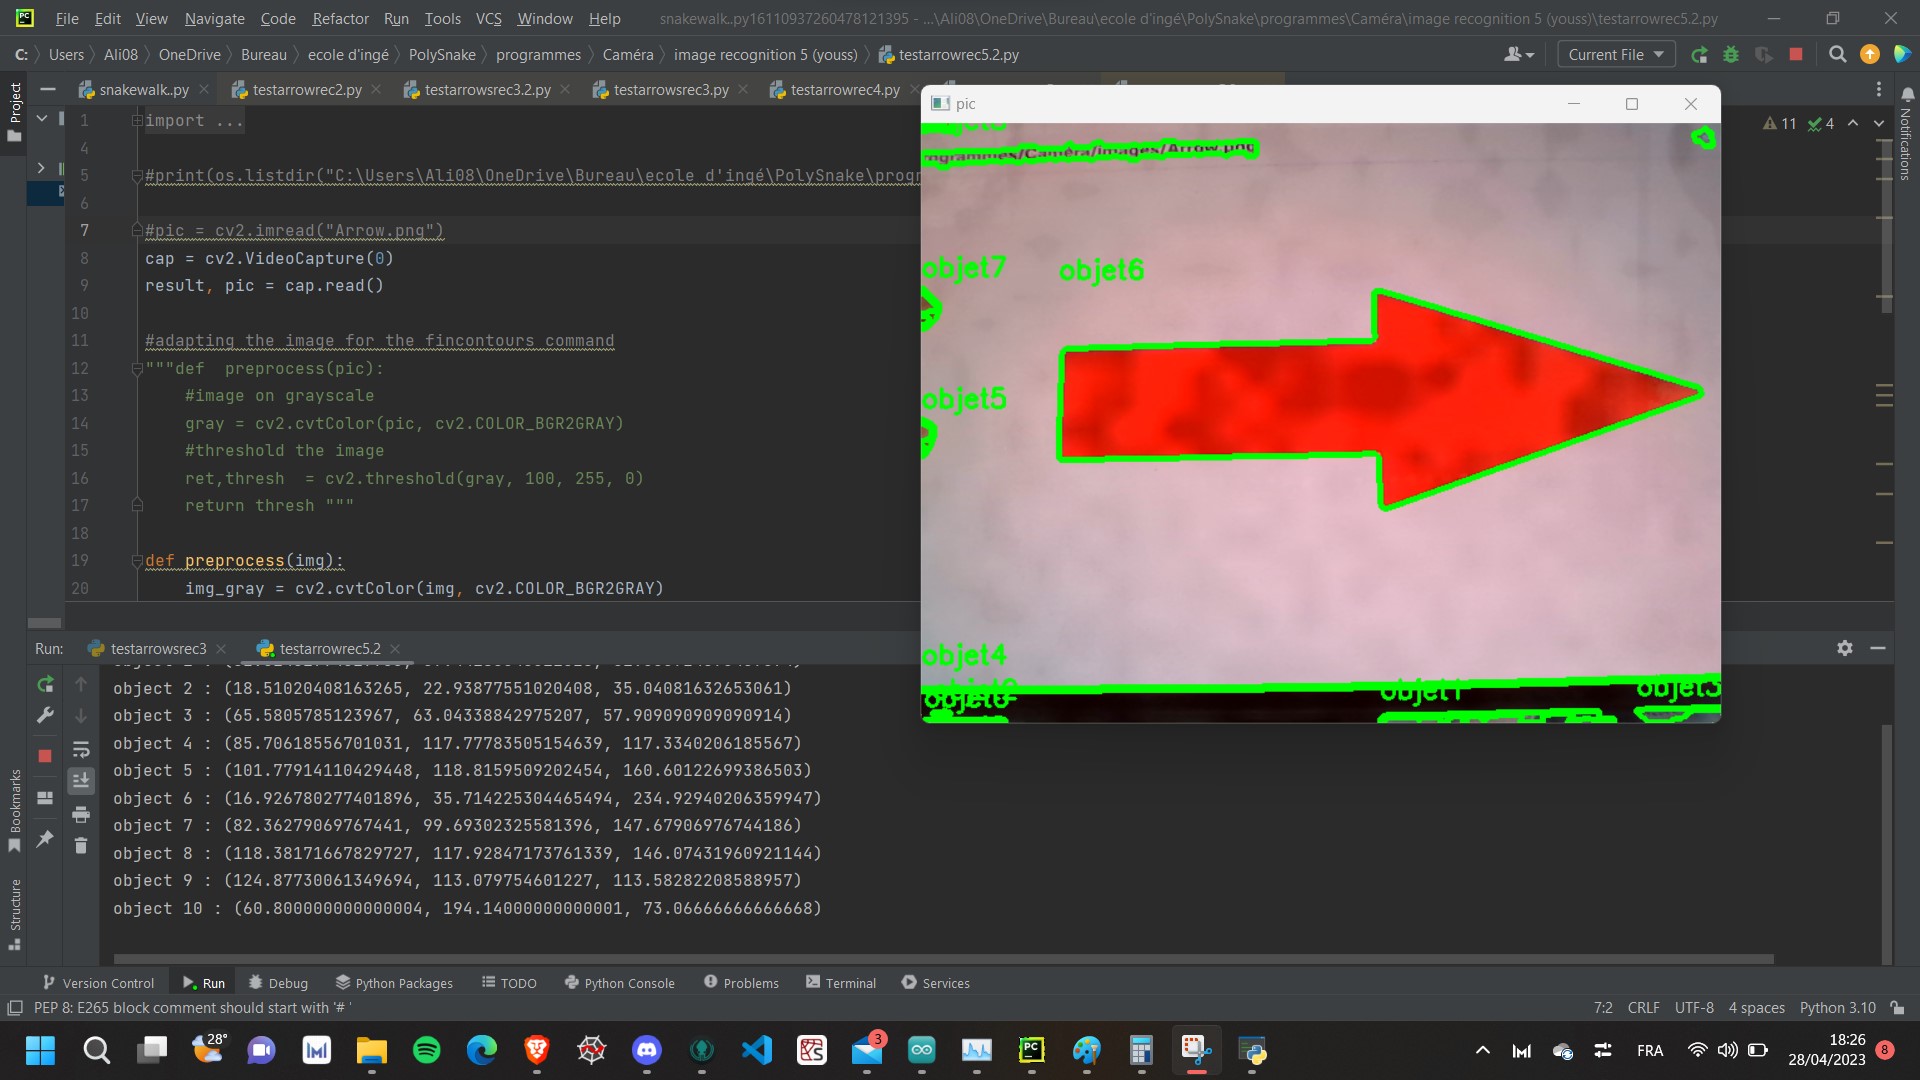 File Edit View Navigate Code Refactor Run Tools VCS Window Help snakewalk..py16110937260478121395 - ...\Ali08\OneDrive\Bureau\ecole d'ingé\PolySnake\programmes\Caméra\image recognition 5 (youss)\testarrowrec5.2.py
C: Users Ali08 OneDrive Bureau ecole d'ingé PolySnake programmes Caméra image recognition 5 (youss) testarrowrec5.2.py Current File
Project
snakewalk..py testarrowrec2.py testarrowsrec3.2.py testarrowsrec3.py testarrowrec4.py
Notifications
11 4
1 import ...
4
5 #print(os.listdir("C:\Users\Ali08\OneDrive\Bureau\ecole d'ingé\PolySnake\progr
6
7 #pic = cv2.imread("Arrow.png")
8 cap = cv2.VideoCapture(0)
9 result, pic = cap.read()
10
11 #adapting the image for the fincontours command
12 """def preprocess(pic):
13 #image on grayscale
14 gray = cv2.cvtColor(pic, cv2.COLOR_BGR2GRAY)
15 #threshold the image
16 ret,thresh = cv2.threshold(gray, 100, 255, 0)
17 return thresh """
18
19 def preprocess(img):
20 img_gray = cv2.cvtColor(img, cv2.COLOR_BGR2GRAY)
pic
rogrammes/Caméra/images/Arrow.png
objet7 objet6
objet5
objet4
objet1 objet3
Run: testarrowsrec3 testarrowrec5.2
object 2 : (18.51020408163265, 22.93877551020408, 35.04081632653061)
object 3 : (65.5805785123967, 63.04338842975207, 57.909090909090914)
object 4 : (85.70618556701031, 117.77783505154639, 117.3340206185567)
object 5 : (101.77914110429448, 118.8159509202454, 160.60122699386503)
object 6 : (16.926780277401896, 35.714225304465494, 234.92940206359947)
object 7 : (82.36279069767441, 99.69302325581396, 147.67906976744186)
object 8 : (118.38171667829727, 117.92847173761339, 146.07431960921144)
object 9 : (124.87730061349694, 113.079754601227, 113.58282208588957)
object 10 : (60.800000000000004, 194.14000000000001, 73.06666666666668)
Bookmarks
Structure
Version Control Run Debug Python Packages TODO Python Console Problems Terminal Services
PEP 8: E265 block comment should start with '# ' 7:2 CRLF UTF-8 4 spaces Python 3.10
28° 3 FRA 18:26
28/04/2023 8